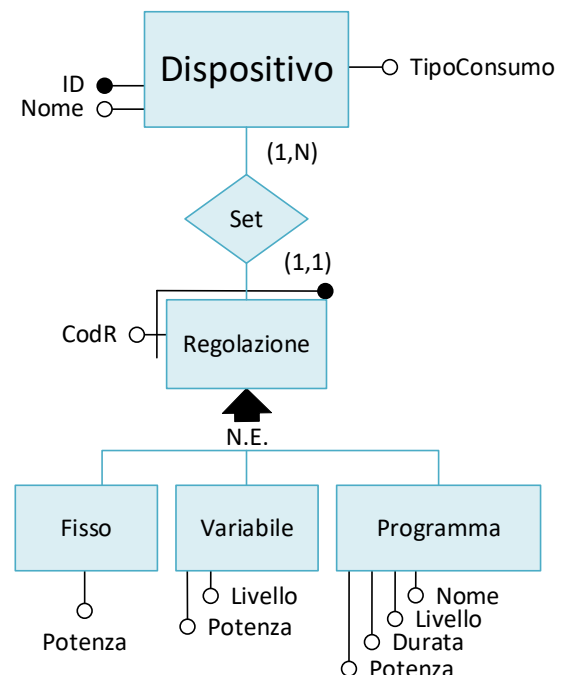 Dispositivo
TipoConsumo
ID
Nome
(1,N)
Set
(1,1)
CodR
Regolazione
N.E.
Fisso
Variabile
Programma
Potenza
Livello
Potenza
Nome
Livello
Durata
Potenza